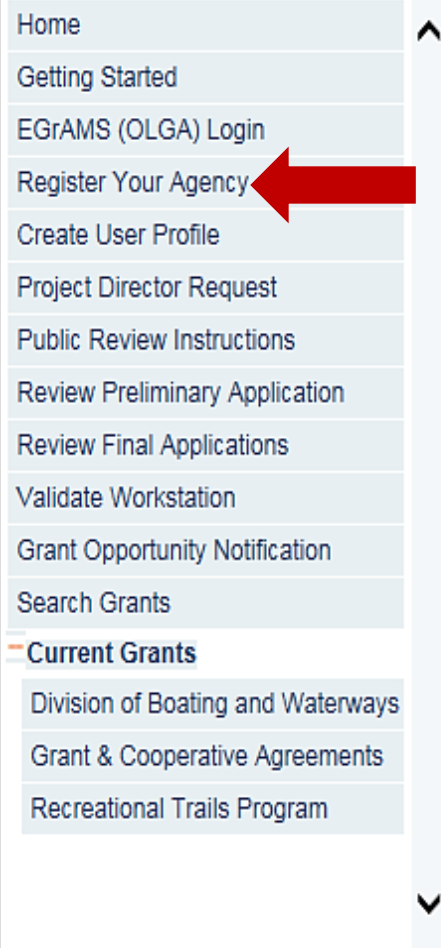 Home
Getting Started
EGrAMS (OLGA) Login
Register Your Agency
Create User Profile
Project Director Request
Public Review Instructions
Review Preliminary Application
Review Final Applications
Validate Workstation
Grant Opportunity Notification
Search Grants
Current Grants
Division of Boating and Waterways
Grant & Cooperative Agreements
Recreational Trails Program